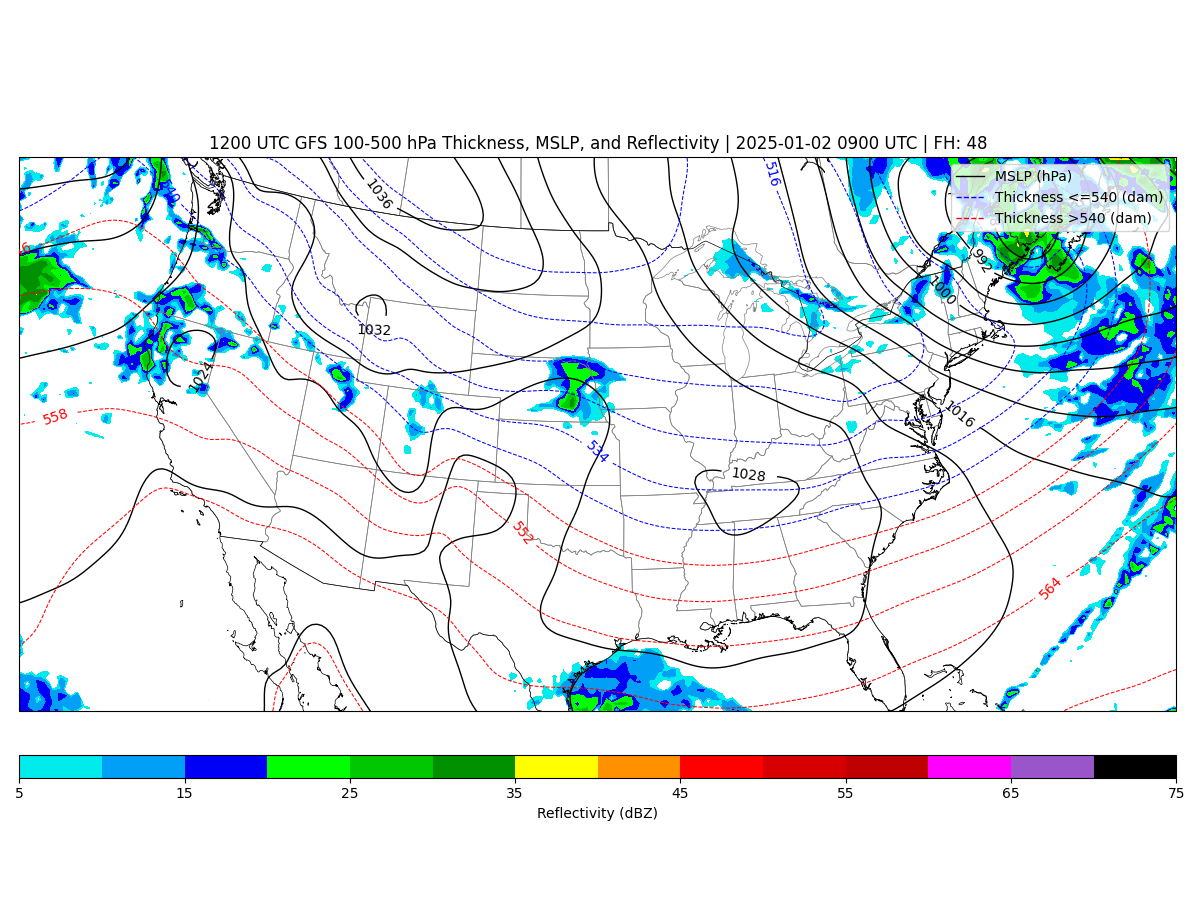 1200 UTC GFS 100-500 hPa Thickness, MSLP, and Reflectivity | 2025-01-02 0900 UTC | FH: 48
MSLP (hPa)
Thickness <=540 (dam)
Thickness >540 (dam)
1036
516
540
992
1000
1032
1024
558
1016
534
1028
552
564
5 15 25 35 45 55 65 75
Reflectivity (dBZ)